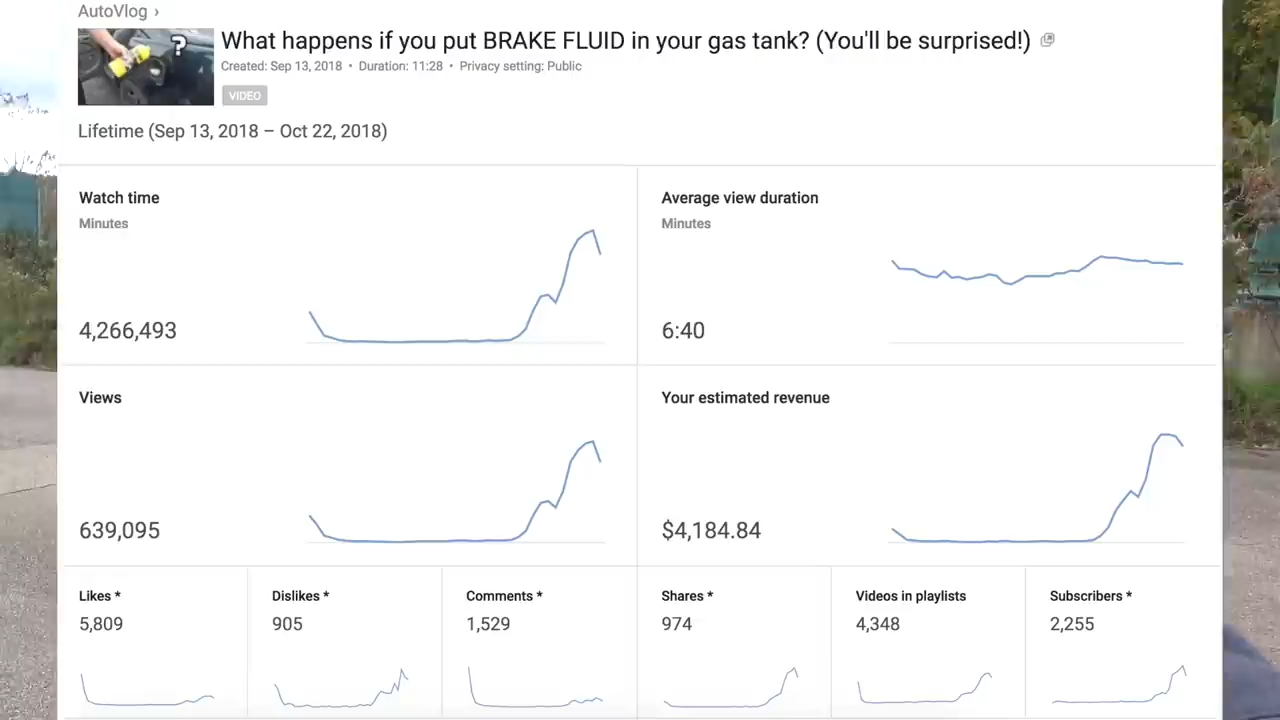 AutoVlog ›
?
What happens if you put BRAKE FLUID in your gas tank? (You'll be surprised!)
Created: Sep 13, 2018 • Duration: 11:28 • Privacy setting: Public
VIDEO
Lifetime (Sep 13, 2018 – Oct 22, 2018)
Watch time
Minutes
4,266,493
Average view duration
Minutes
6:40
Views
639,095
Your estimated revenue
$4,184.84
Likes *
5,809
Dislikes *
905
Comments *
1,529
Shares *
974
Videos in playlists
4,348
Subscribers *
2,255